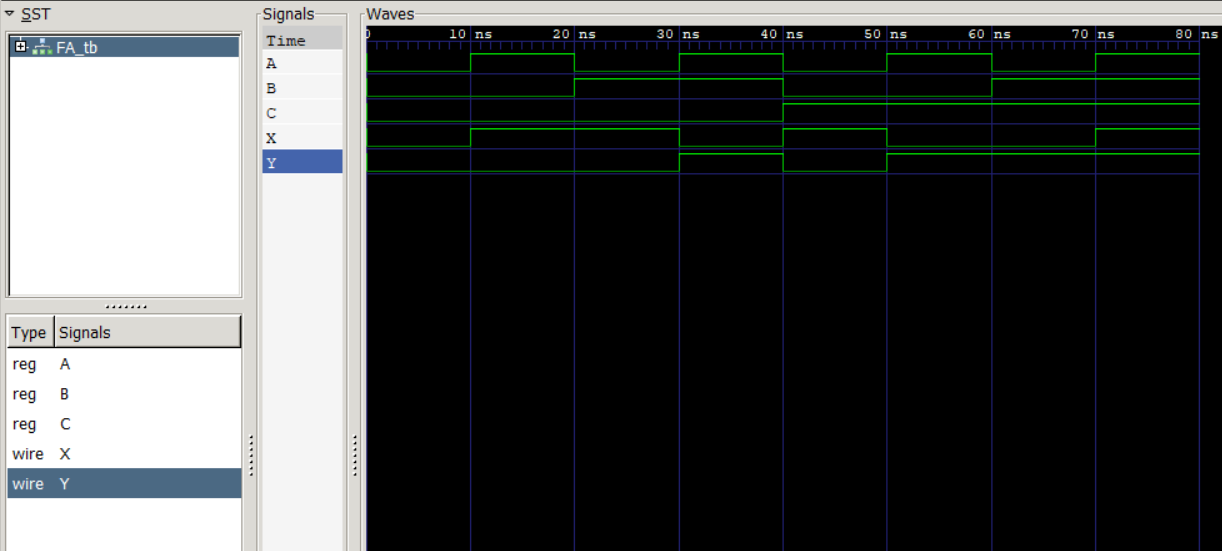 SST
FA_tb
Type Signals
reg A
reg B
reg C
wire X
wire Y
Signals
Time
A
B
C
X
Y
Waves
0 10 ns 20 ns 30 ns 40 ns 50 ns 60 ns 70 ns 80 ns